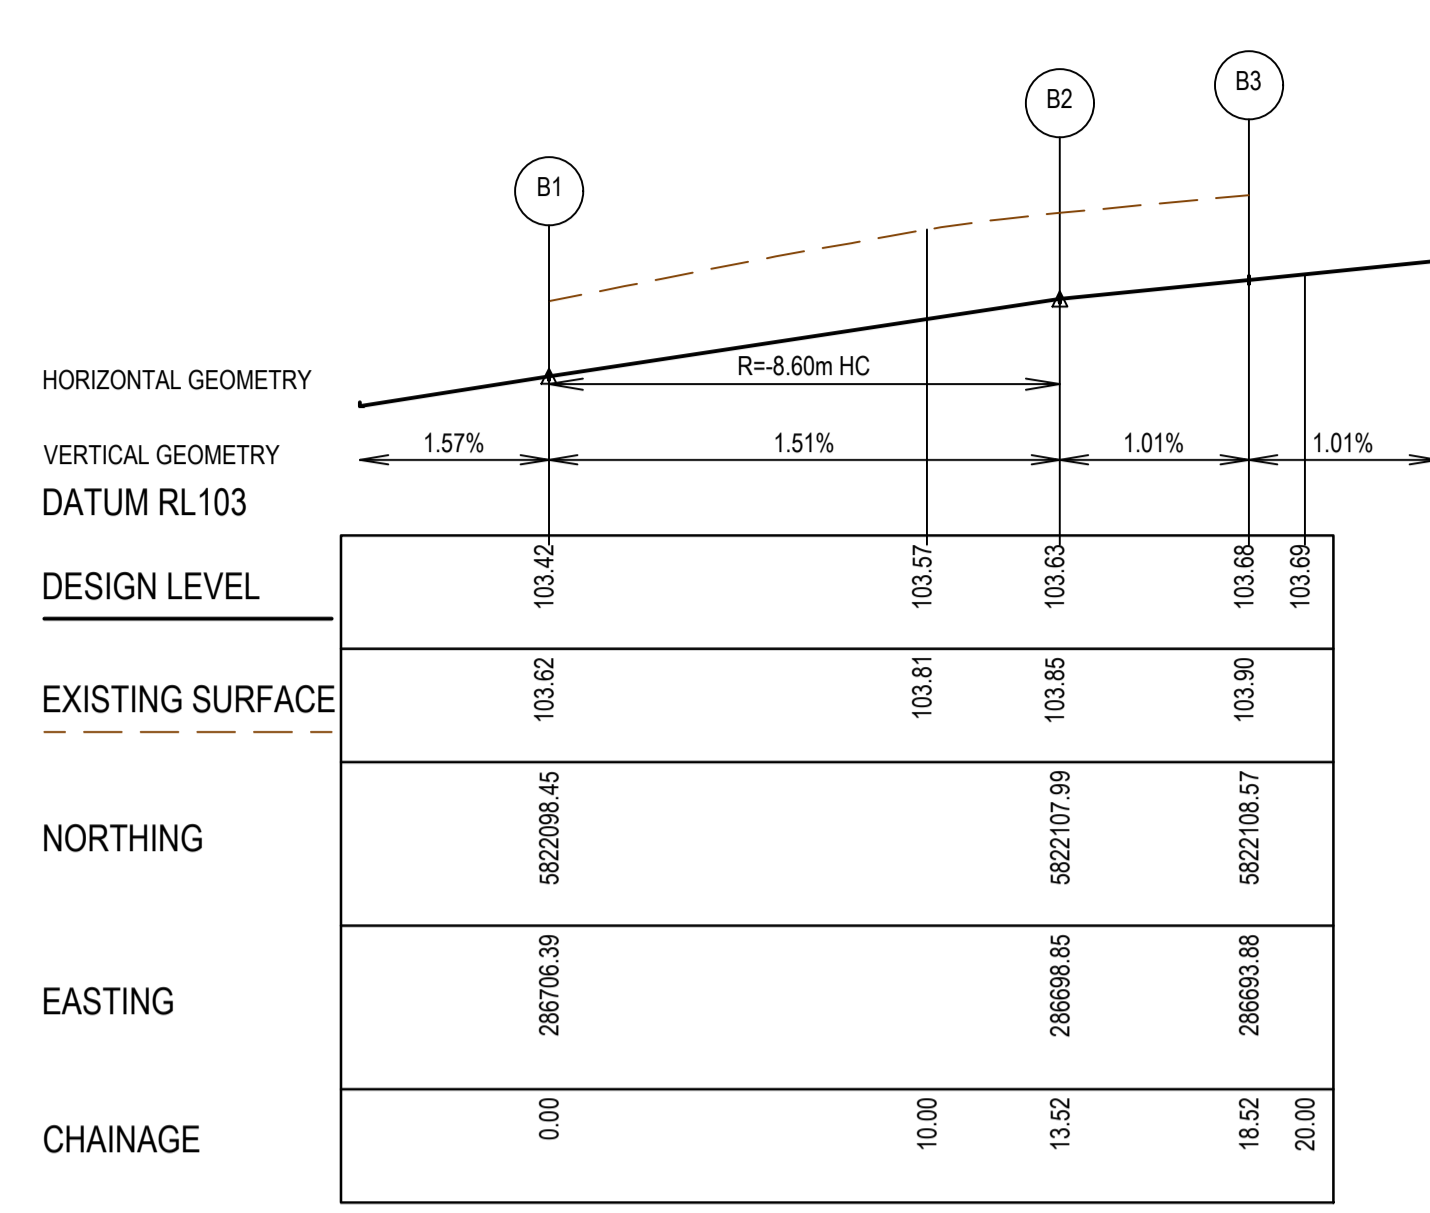 B1
B2
B3
HORIZONTAL GEOMETRY
R=-8.60m HC
VERTICAL GEOMETRY
1.57%
1.51%
1.01%
1.01%
DATUM RL103
DESIGN LEVEL
103.42
103.57
103.63
103.68
103.69
EXISTING SURFACE
103.62
103.81
103.85
103.90
NORTHING
5822098.45
5822107.99
5822108.57
EASTING
286706.39
286698.85
286693.88
CHAINAGE
0.00
10.00
13.52
18.52
20.00